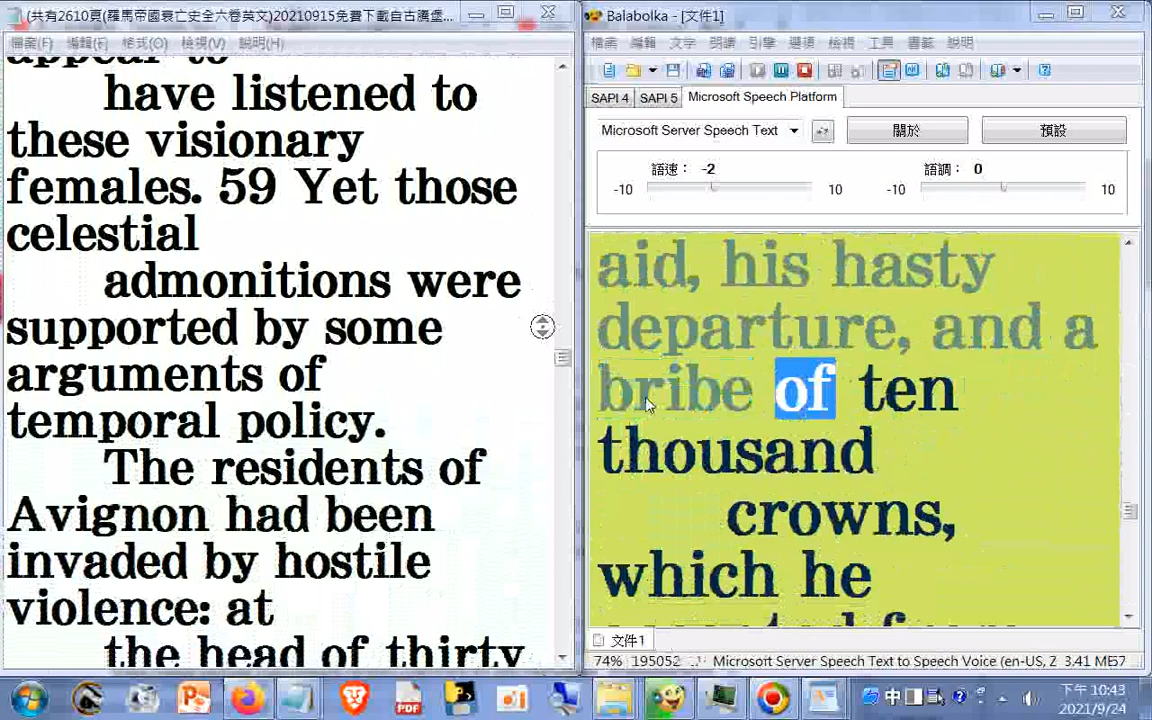 (共有2610頁(羅馬帝國衰亡史全六卷英文)20210915免費下載自古騰堡...
檔案(F) 編輯(E) 格式(O) 檢視(V) 說明(H)
appear to
have listened to
these visionary
females. 59 Yet those
celestial
admonitions were
supported by some
arguments of
temporal policy.
The residents of
Avignon had been
invaded by hostile
violence: at
the head of thirty
Balabolka - [文件1]
檔案 編輯 文字 朗讀 引擎 選項 檢視 工具 書籤 說明
SAPI 4 SAPI 5 Microsoft Speech Platform
Microsoft Server Speech Text 關於 預設
語速： -2 語調： 0
-10 10 -10 10
aid, his hasty
departure, and a
bribe of ten
thousand
crowns,
which he
文件1
74% 195052 Microsoft Server Speech Text to Speech Voice (en-US, Z 3.41 MB
中 下午 10:43
2021/9/24